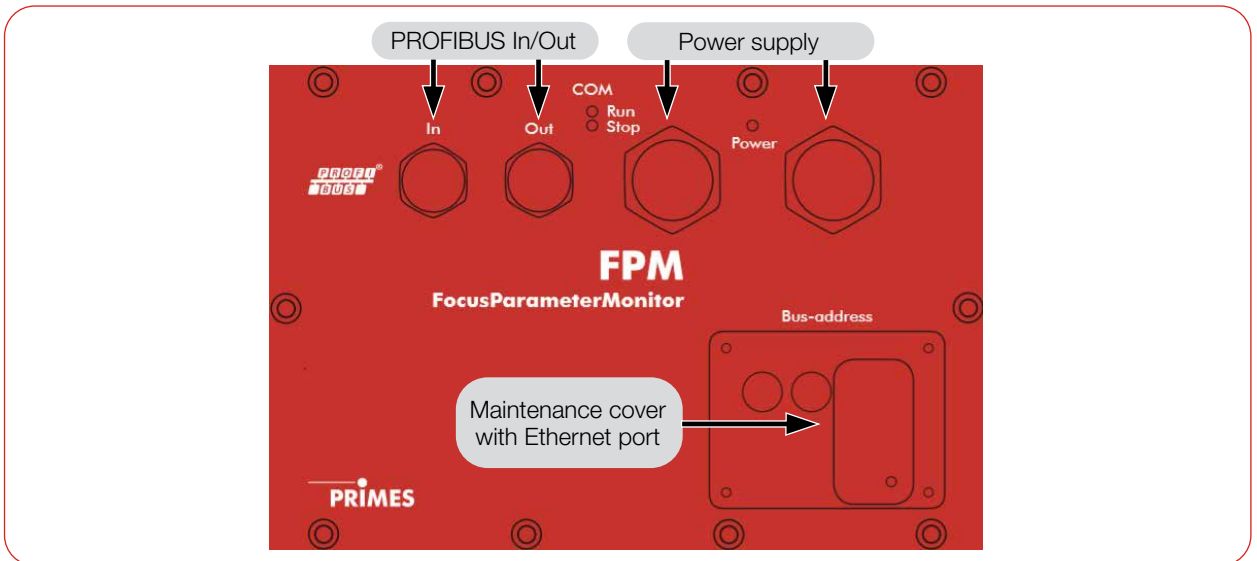 PROFIBUS In/Out
Power supply
COM
Run
Stop
In
Out
Power
PROFI®
BUS
FPM
FocusParameterMonitor
Bus-address
Maintenance cover
with Ethernet port
PRIMES